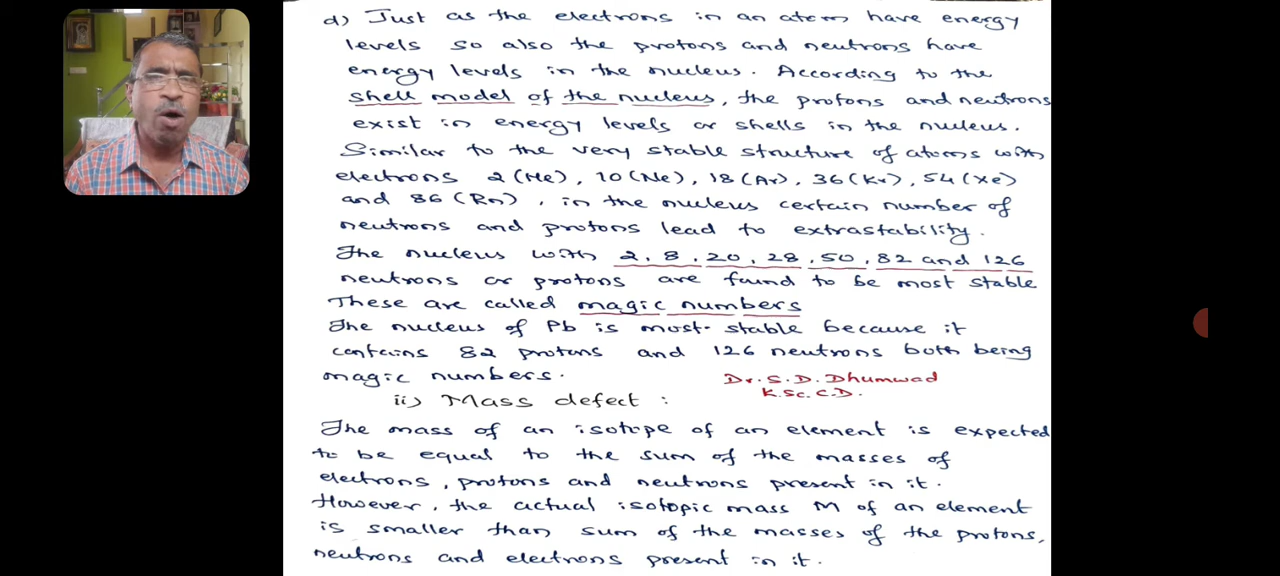 d) Just as the electrons in an atom have energy
levels so also the protons and neutrons have
energy levels in the nucleus. According to the
shell model of the nucleus, the protons and neutrons
exist in energy levels or shells in the nucleus.
Similar to the very stable structure of atoms with
electrons 2 (He), 10 (Ne), 18 (Ar), 36 (Kr), 54 (Xe)
and 86 (Rn), in the nucleus certain number of
neutrons and protons lead to extrastability.
The nucleus with 2, 8, 20, 28, 50, 82 and 126
neutrons or protons are found to be most stable
These are called magic numbers
The nucleus of Pb is most stable because it
contains 82 protons and 126 neutrons both being
magic numbers.
Dr. S. D. Dhumwad
K.Sc. C.D.
ii) Mass defect :
The mass of an isotope of an element is expected
to be equal to the sum of the masses of
electrons, protons and neutrons present in it.
However, the actual isotopic mass M of an element
is smaller than sum of the masses of the protons,
neutrons and electrons present in it.